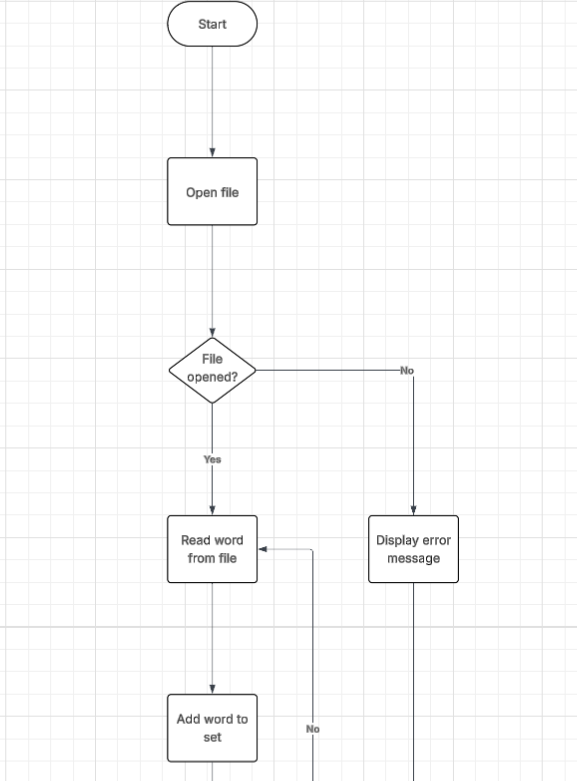 Start
Open file
File
opened?
No
Yes
Read word
from file
Display error
message
Add word to
set
No